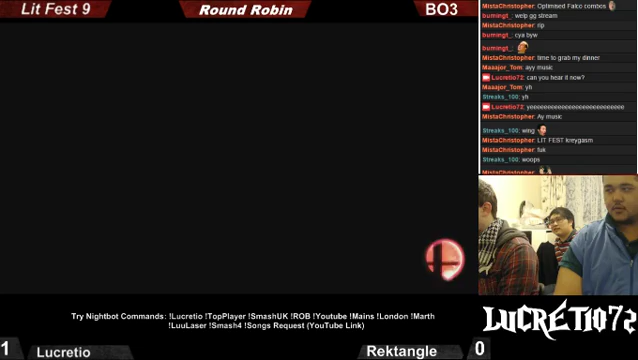 Lit Fest 9
Round Robin
BO3
MistaChristopher: Optimised Falco combos
burningt_: welp gg stream
MistaChristopher: rip
burningt_: cya byw
burningt_:
MistaChristopher: time to grab my dinner
Maaajor_Tom: ayy music
Lucretio72: can you hear it now?
Maaajor_Tom: yh
Streaks_100: yh
Lucretio72: yeeeeeeeeeeeeeeeeeeeeeeeeee
MistaChristopher: Ay music
Streaks_100: wing
MistaChristopher: LIT FEST kreygasm
MistaChristopher: fuk
Streaks_100: woops
MistaChristopher:
Try Nightbot Commands: !Lucretio !TopPlayer !SmashUK !ROB !Youtube !Mains !London !Marth
!LuuLaser !Smash4 !Songs Request (YouTube Link)
LUCRETIO72
1 Lucretio
Rektangle 0